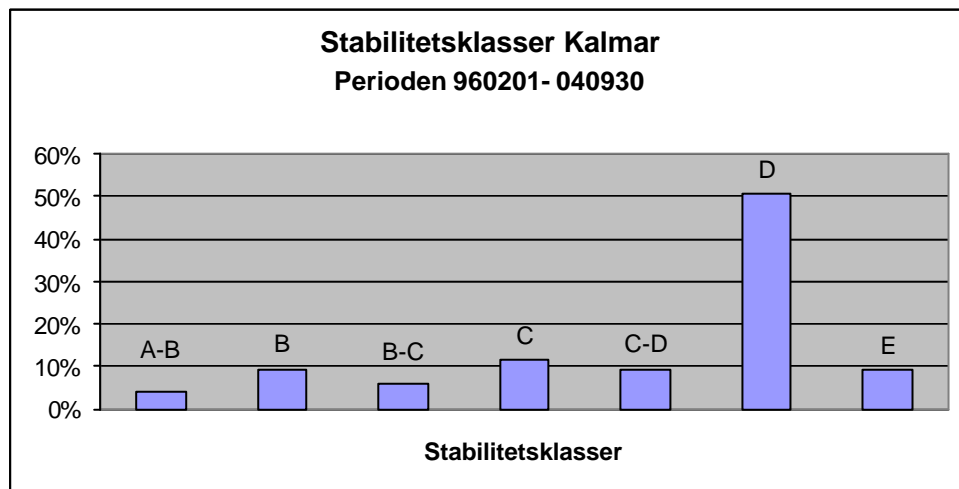 Stabilitetsklasser Kalmar
Perioden 960201- 040930
60%
50%
40%
30%
20%
10%
0%
A-B
B
B-C
C
C-D
D
E
Stabilitetsklasser